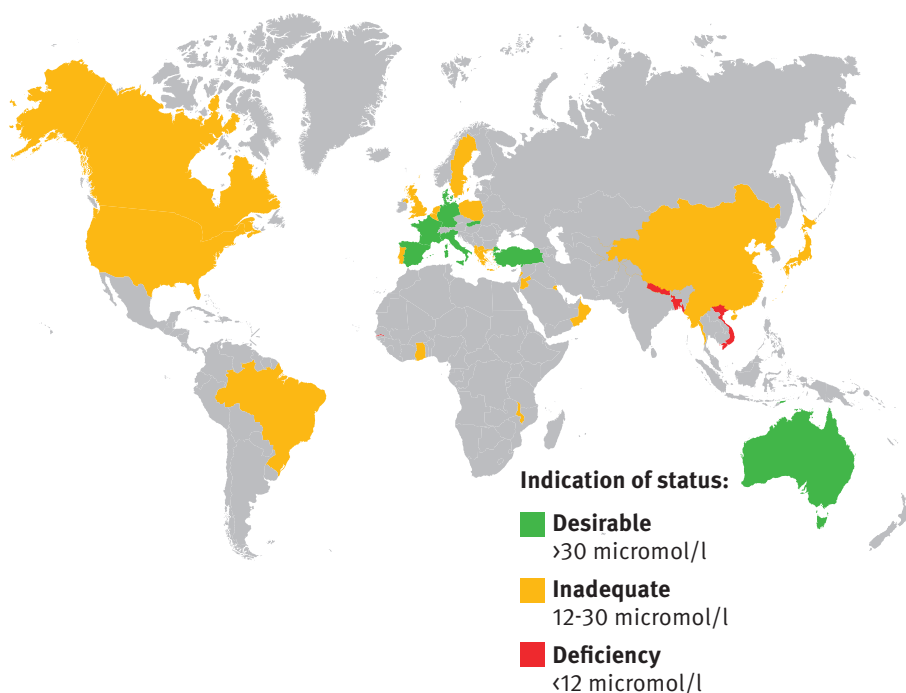 Indication of status:
Desirable
>30 micromol/l
Inadequate
12-30 micromol/l
Deficiency
<12 micromol/l